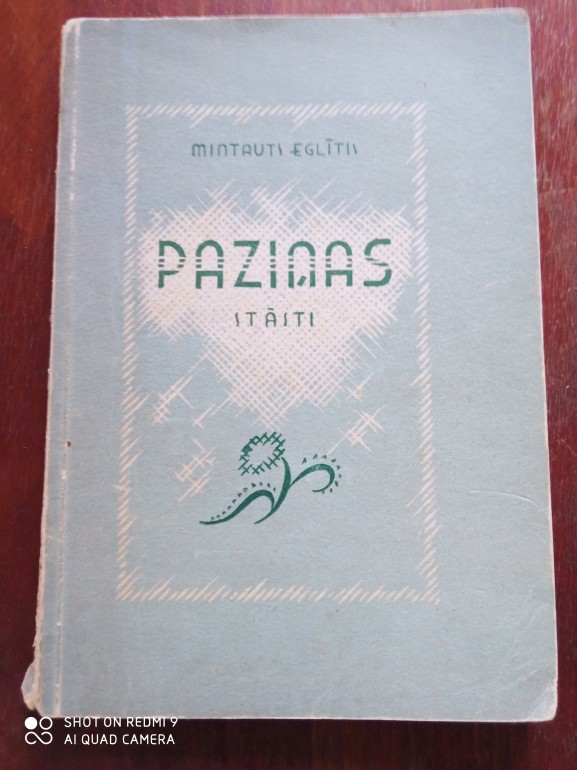 MINTAUTS EGLĪTIS
PAZIŅAS
STĀSTI
SHOT ON REDMI 9
AI QUAD CAMERA